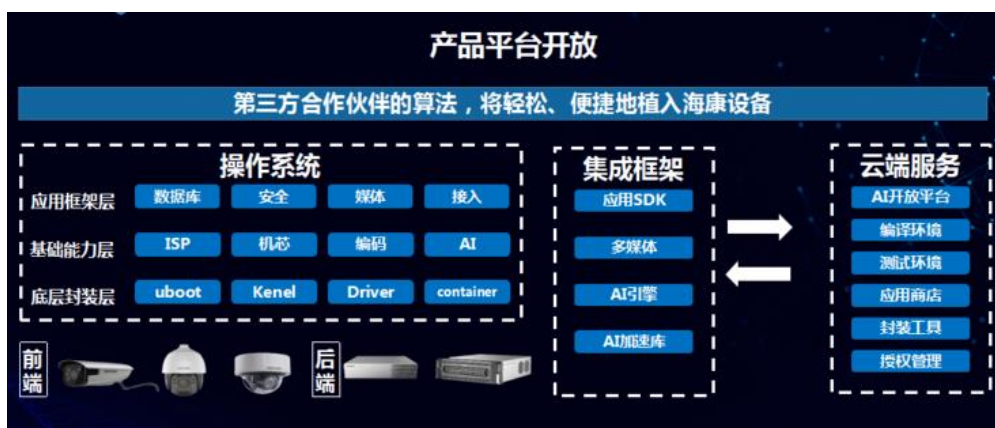 产品平台开放
第三方合作伙伴的算法，将轻松、便捷地植入海康设备
操作系统
应用框架层 数据库 安全 媒体 接入
基础能力层 ISP 机芯 编码 AI
底层封装层 uboot Kenel Driver container
前端
后端
集成框架
应用SDK
多媒体
AI引擎
AI加速库
云端服务
AI开放平台
编译环境
测试环境
应用商店
封装工具
授权管理